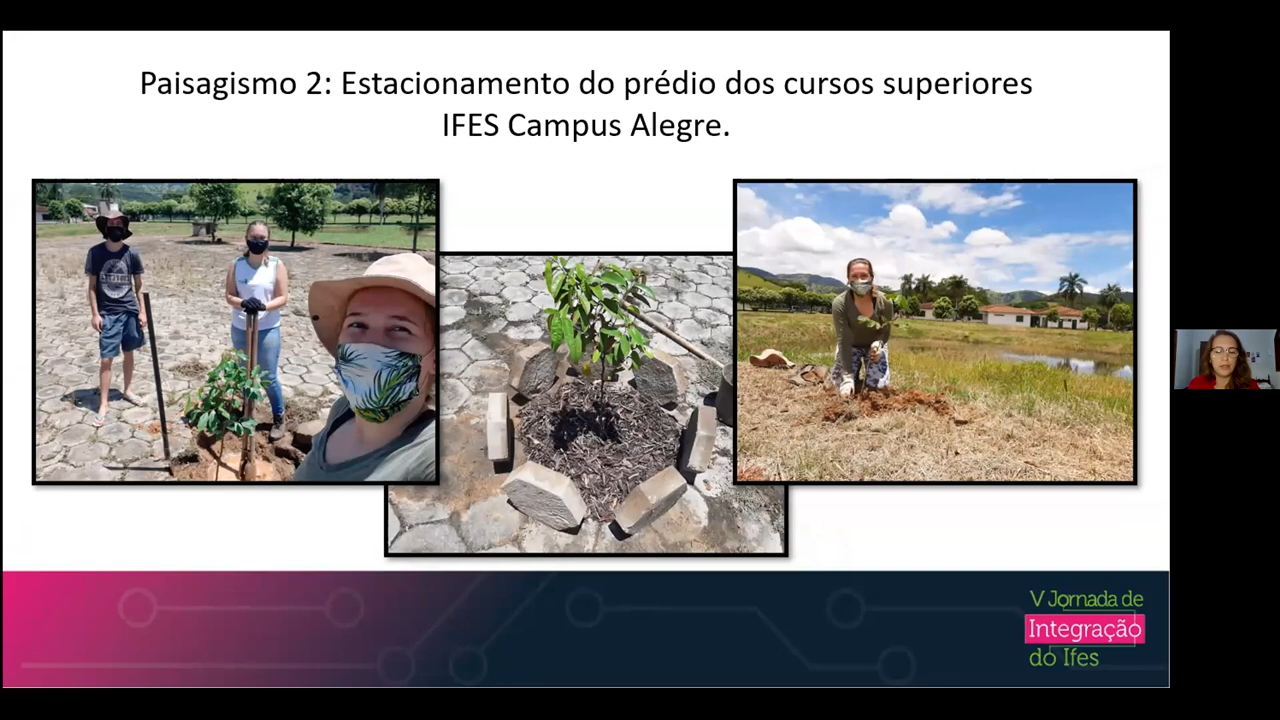 Paisagismo 2: Estacionamento do prédio dos cursos superiores
IFES Campus Alegre.
V Jornada de
Integração
do Ifes